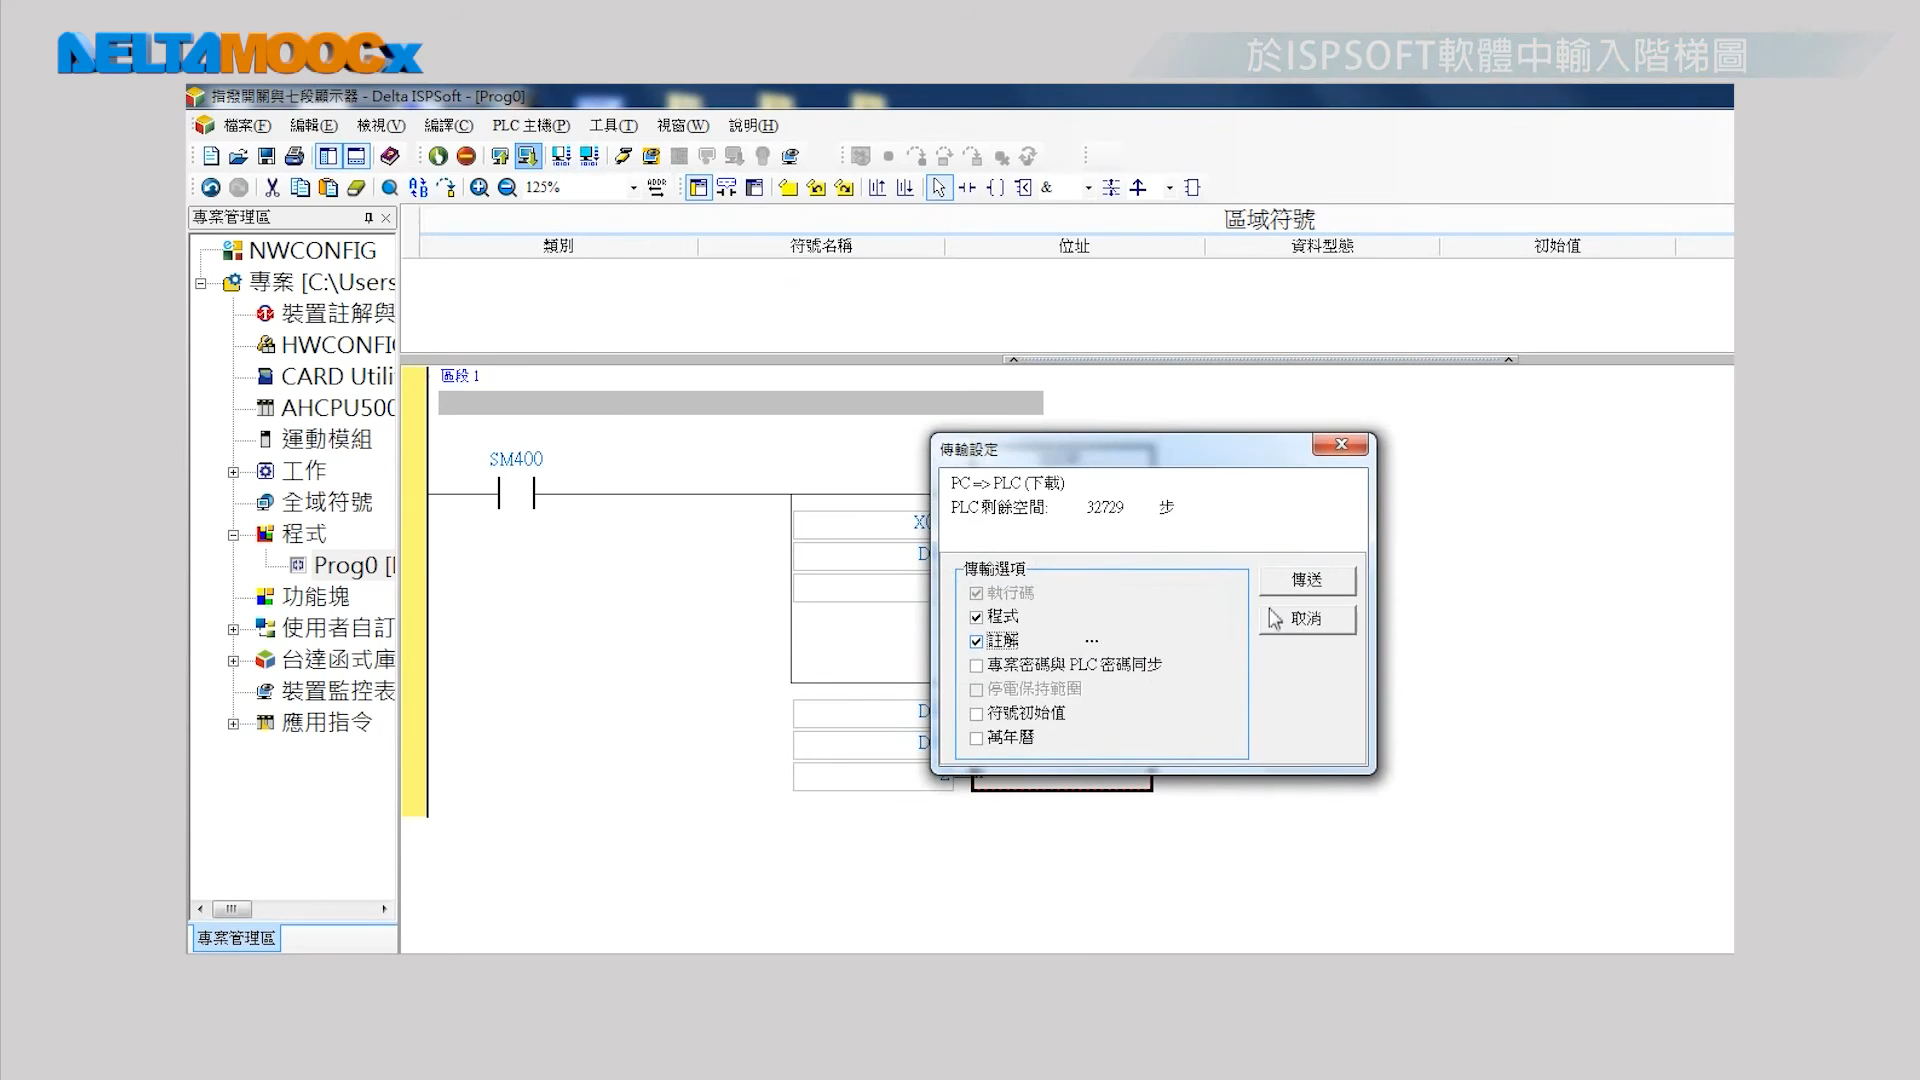 DELTAMOOCx
於ISPSOFT軟體中輸入階梯圖
指撥開關與七段顯示器 - Delta ISPSoft - [Prog0]
檔案(F) 編輯(E) 檢視(V) 編譯(C) PLC 主機(P) 工具(T) 視窗(W) 說明(H)
125%
ADDR
&
專案管理區
區域符號
類別 符號名稱 位址 資料型態 初始值
NWCONFIG
專案 [C:\Users
裝置註解與
HWCONFIG
CARD Utili
AHCPU500
運動模組
工作
全域符號
程式
Prog0 [
功能塊
使用者自訂
台達函式庫
裝置監控表
應用指令
專案管理區
區段 1
SM400
X0
D
D
D
傳輸設定
PC => PLC (下載)
PLC 剩餘空間: 32729 步
傳輸選項
執行碼
程式
註解 ...
專案密碼與 PLC 密碼同步
停電保持範圍
符號初始值
萬年曆
傳送
取消